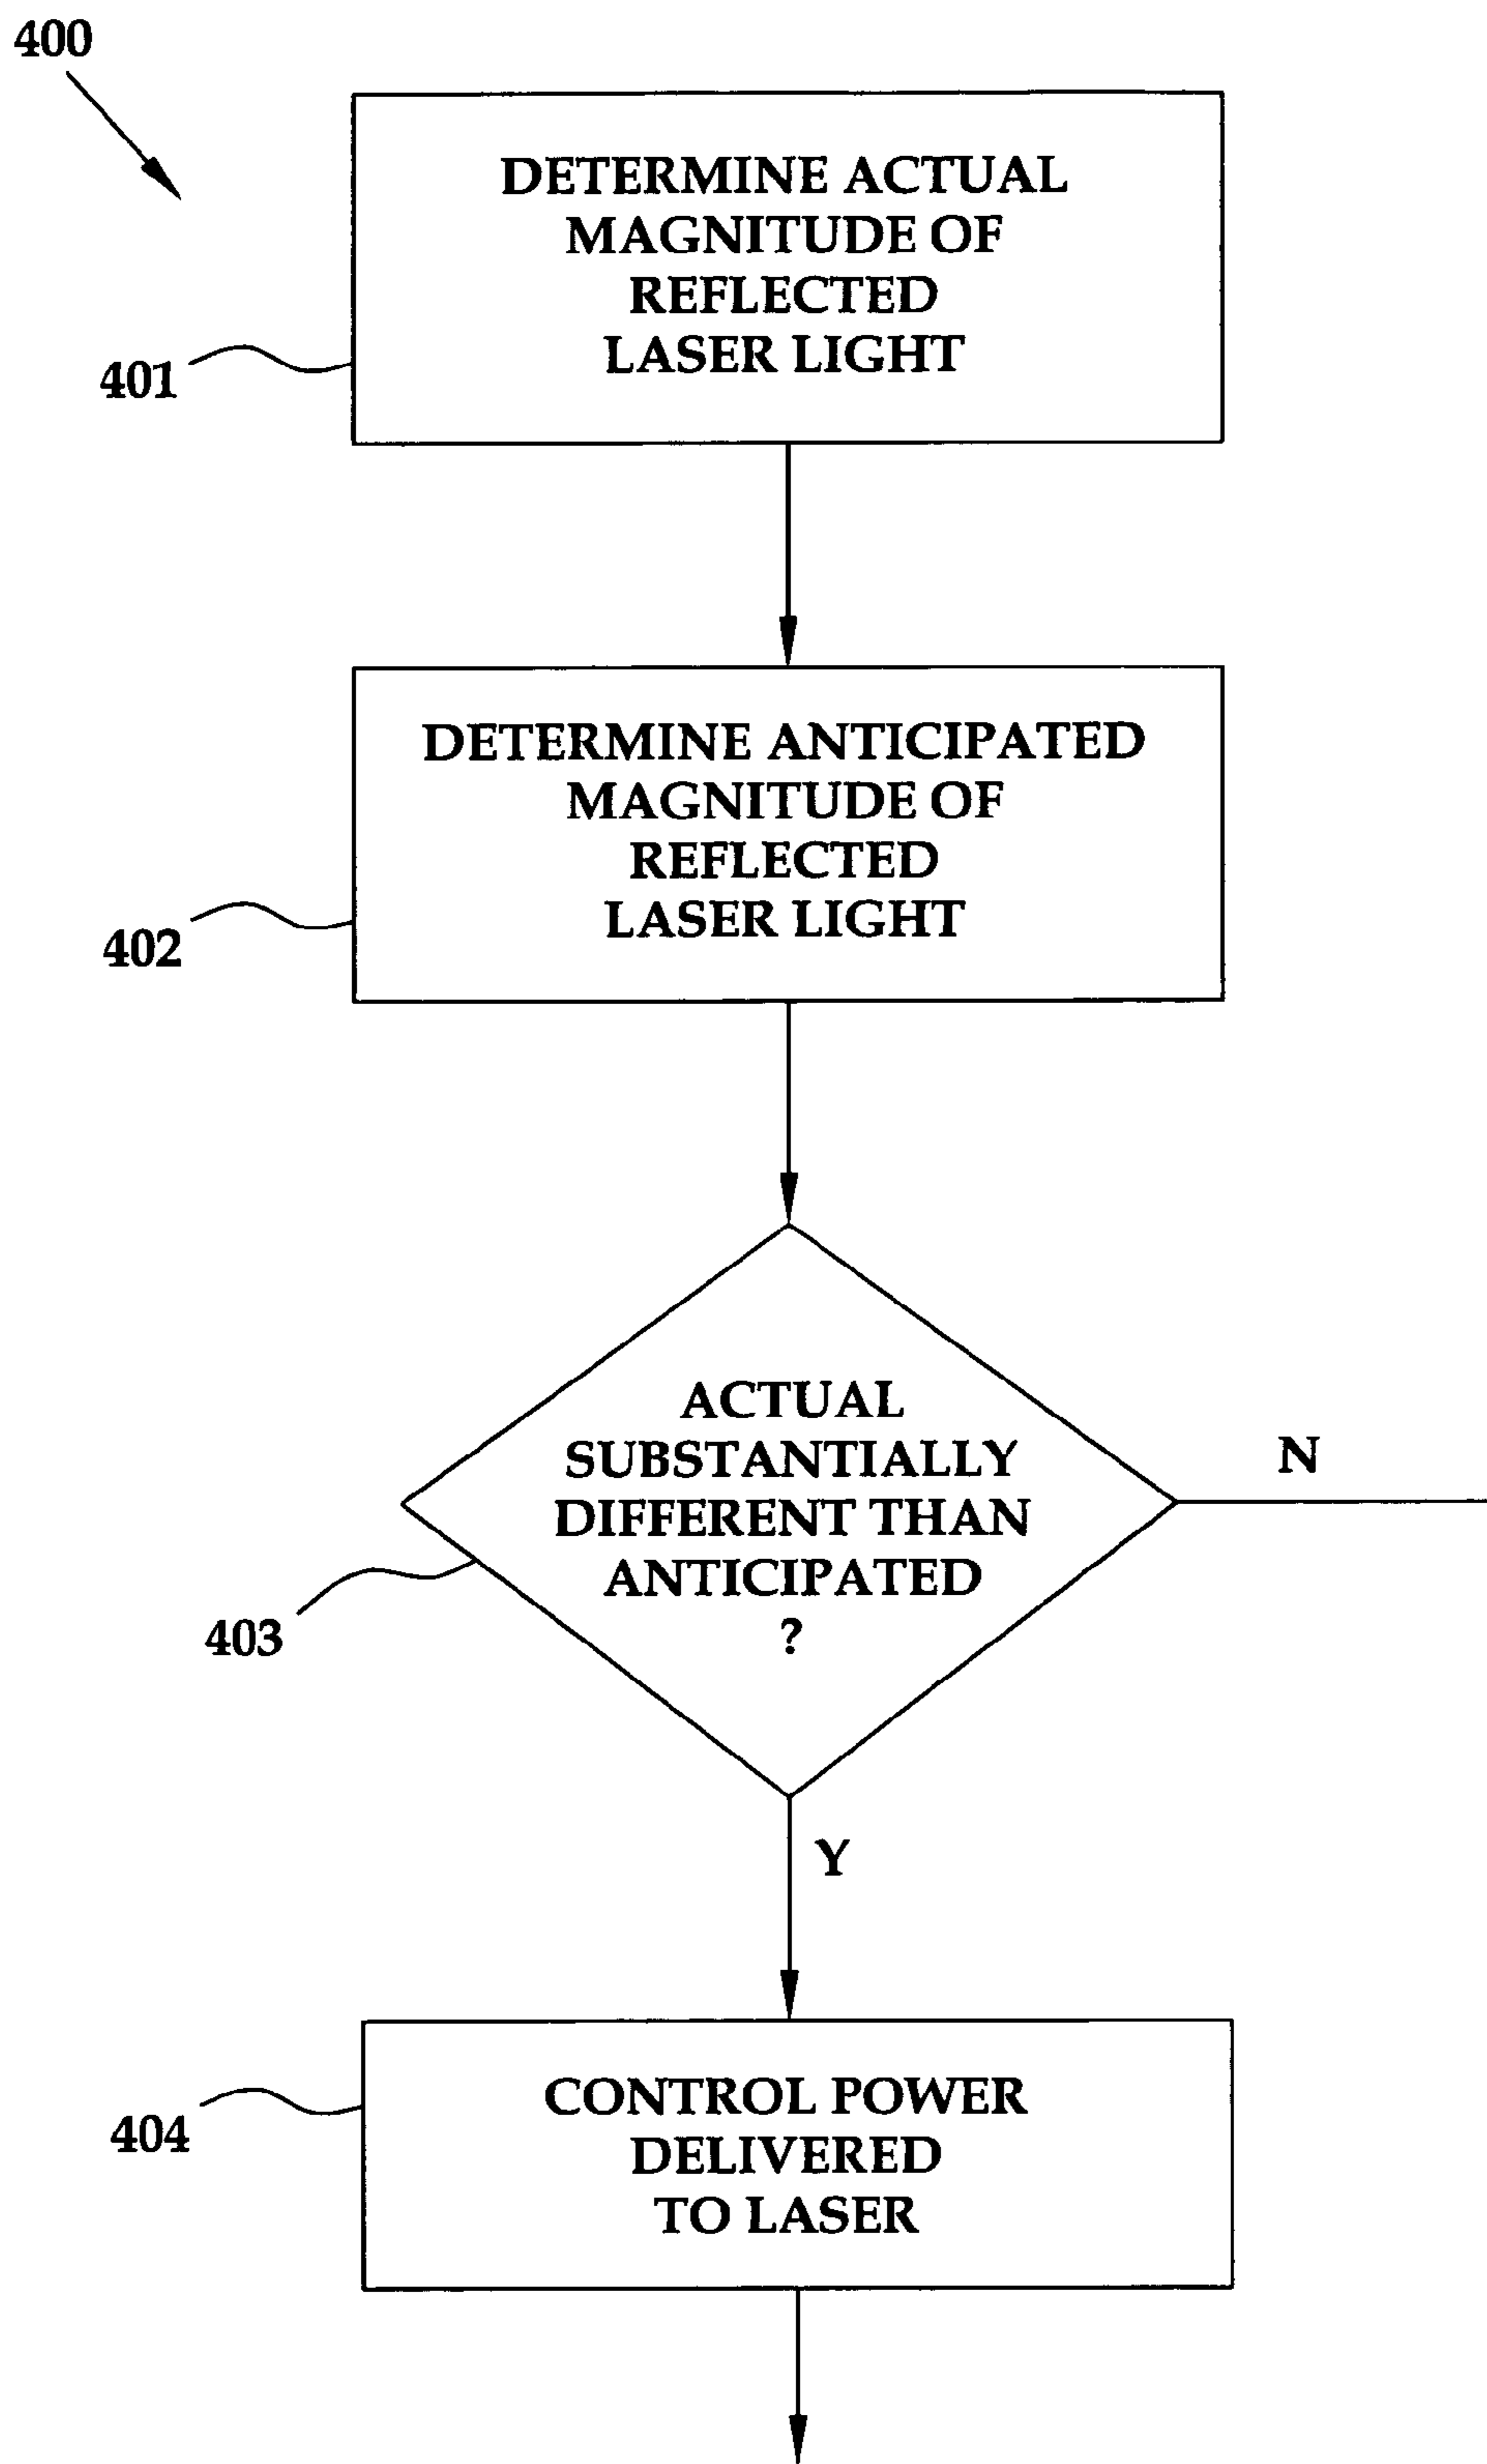 400
DETERMINE ACTUAL
MAGNITUDE OF
REFLECTED
LASER LIGHT
401
DETERMINE ANTICIPATED
MAGNITUDE OF
REFLECTED
LASER LIGHT
402
ACTUAL
SUBSTANTIALLY
DIFFERENT THAN
ANTICIPATED
?
N
403
Y
CONTROL POWER
DELIVERED
TO LASER
404